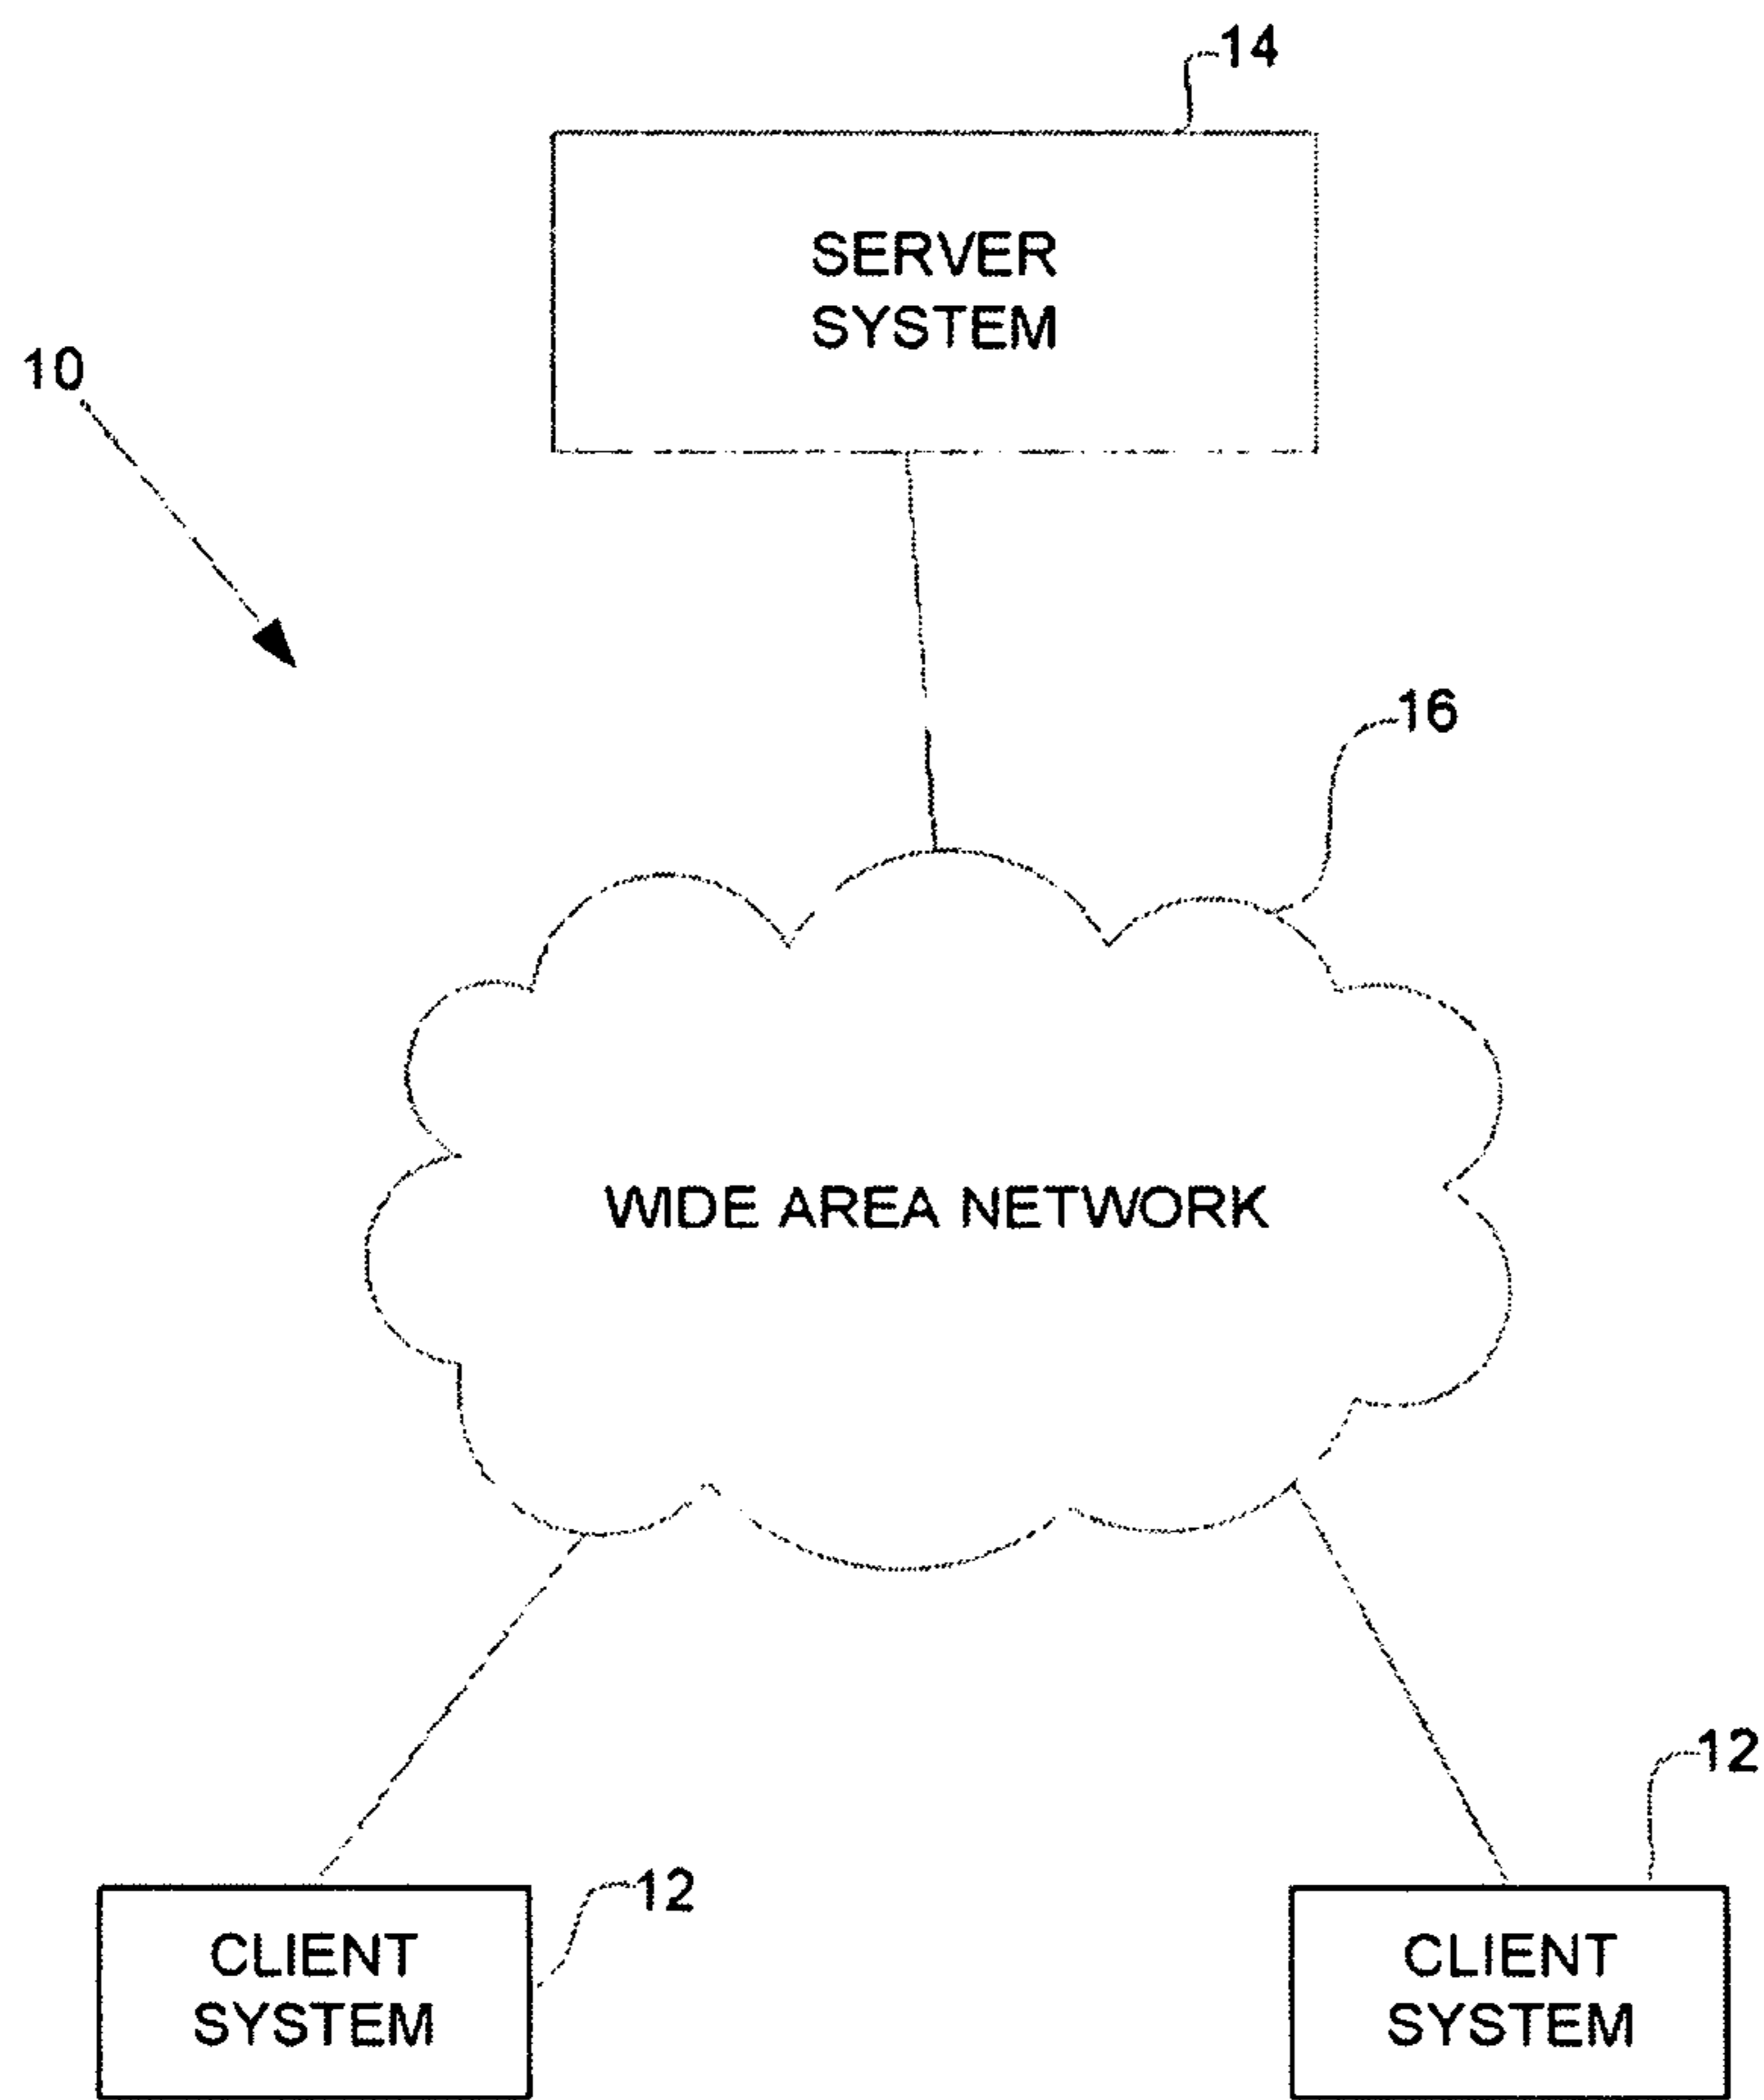 14
SERVER
SYSTEM
10
16
WIDE AREA NETWORK
12
12
CLIENT
SYSTEM
CLIENT
SYSTEM